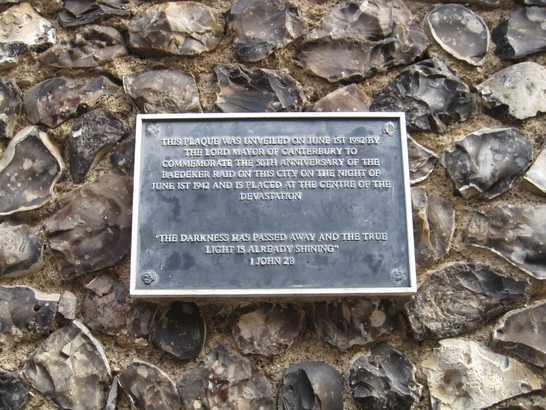 THIS PLAQUE WAS UNVEILED ON JUNE 1ST 1992 BY
THE LORD MAYOR OF CANTERBURY TO
COMMEMORATE THE 50TH ANNIVERSARY OF THE
BAEDEKER RAID ON THIS CITY ON THE NIGHT OF
JUNE 1ST 1942 AND IS PLACED AT THE CENTRE OF THE
DEVASTATION
"THE DARKNESS HAS PASSED AWAY AND THE TRUE
LIGHT IS ALREADY SHINING"
1 JOHN 2:8